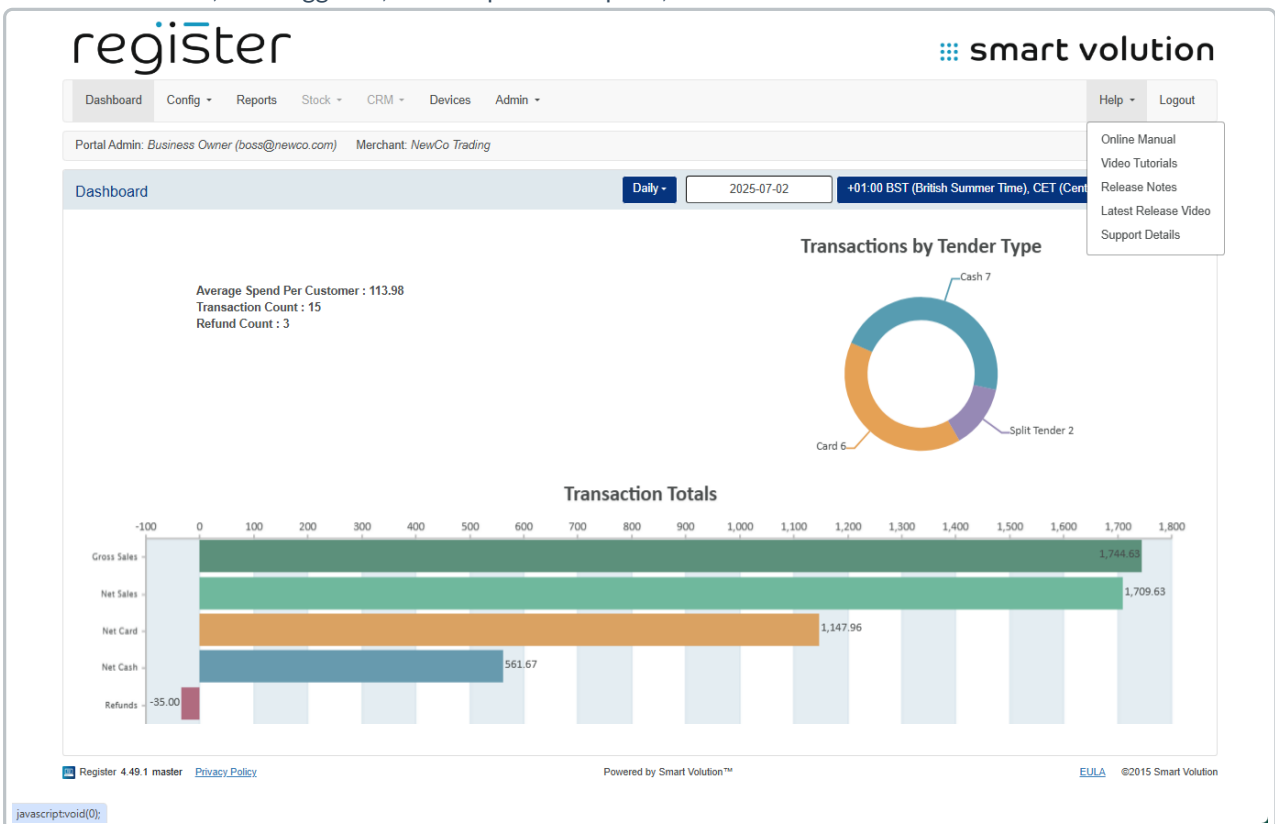 register
smart volution
Dashboard Config Reports Stock CRM Devices Admin Help Logout
Portal Admin: Business Owner (boss@newco.com) Merchant: NewCo Trading
Online Manual
Video Tutorials
Release Notes
Latest Release Video
Support Details
Dashboard Daily 2025-07-02 +01:00 BST (British Summer Time), CET (Cent
Average Spend Per Customer : 113.98
Transaction Count : 15
Refund Count : 3
Transactions by Tender Type
Cash 7
Split Tender 2
Card 6
Transaction Totals
-100 0 100 200 300 400 500 600 700 800 900 1,000 1,100 1,200 1,300 1,400 1,500 1,600 1,700 1,800
Gross Sales 1,744.63
Net Sales 1,709.63
Net Card 1,147.96
Net Cash 561.67
Refunds -35.00
Register 4.49.1 master Privacy Policy Powered by Smart Volution™ EULA ©2015 Smart Volution
javascript:void(0);